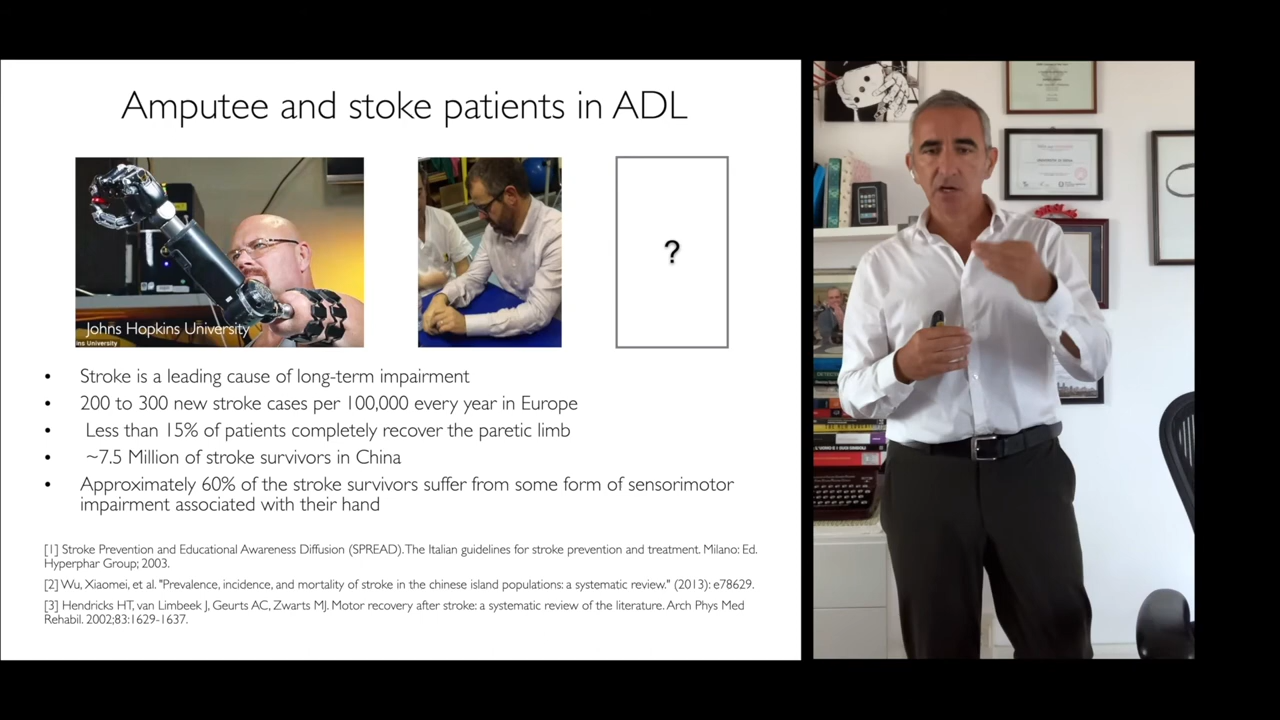 Amputee and stoke patients in ADL
Johns Hopkins University
ins University
?
• Stroke is a leading cause of long-term impairment
• 200 to 300 new stroke cases per 100,000 every year in Europe
• Less than 15% of patients completely recover the paretic limb
• ~7.5 Million of stroke survivors in China
• Approximately 60% of the stroke survivors suffer from some form of sensorimotor
impairment associated with their hand
[1] Stroke Prevention and Educational Awareness Diffusion (SPREAD). The Italian guidelines for stroke prevention and treatment. Milano: Ed.
Hyperphar Group; 2003.
[2] Wu, Xiaomei, et al. "Prevalence, incidence, and mortality of stroke in the chinese island populations: a systematic review." (2013): e78629.
[3] Hendricks HT, van Limbeek J, Geurts AC, Zwarts MJ. Motor recovery after stroke: a systematic review of the literature. Arch Phys Med
Rehabil. 2002;83:1629-1637.